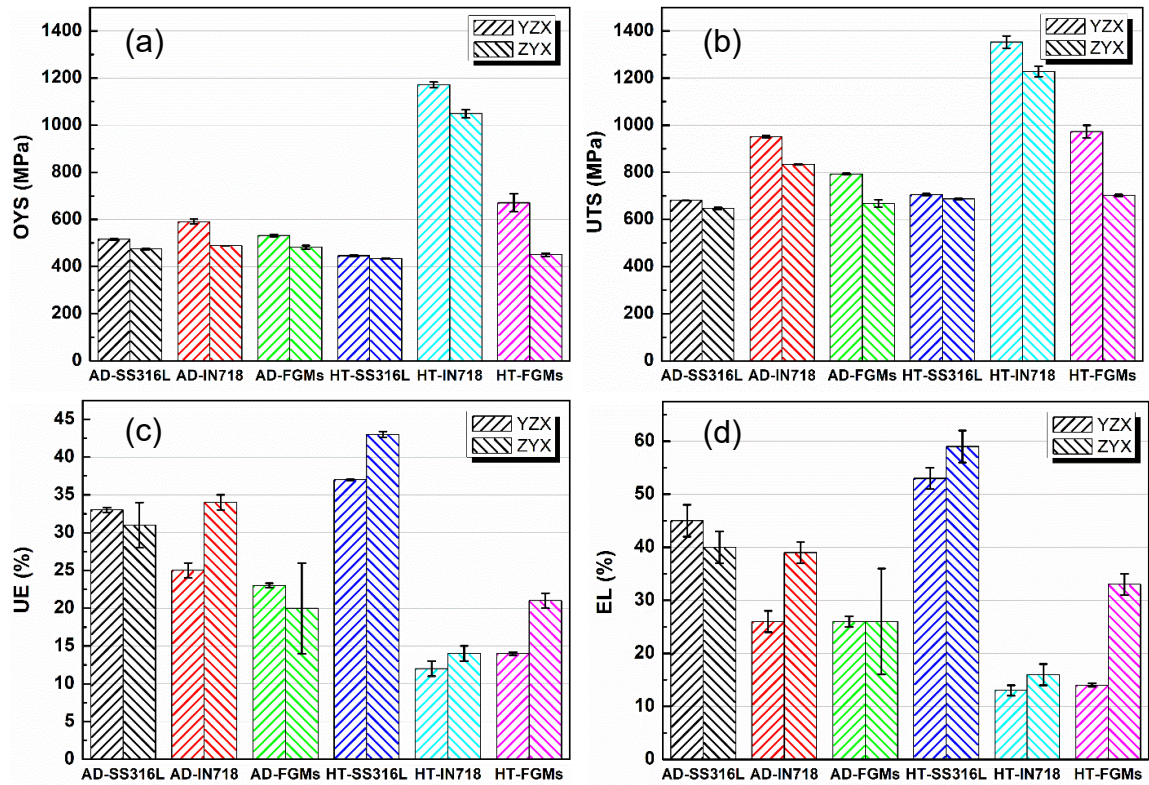 (a)
YZX
ZYX
OYS (MPa)
1400
1200
1000
800
600
400
200
0
AD-SS316L AD-IN718 AD-FGMs HT-SS316L HT-IN718 HT-FGMs
(b)
YZX
ZYX
UTS (MPa)
1400
1200
1000
800
600
400
200
0
AD-SS316L AD-IN718 AD-FGMs HT-SS316L HT-IN718 HT-FGMs
(c)
YZX
ZYX
UE (%)
45
40
35
30
25
20
15
10
5
0
AD-SS316L AD-IN718 AD-FGMs HT-SS316L HT-IN718 HT-FGMs
(d)
YZX
ZYX
EL (%)
60
50
40
30
20
10
0
AD-SS316L AD-IN718 AD-FGMs HT-SS316L HT-IN718 HT-FGMs